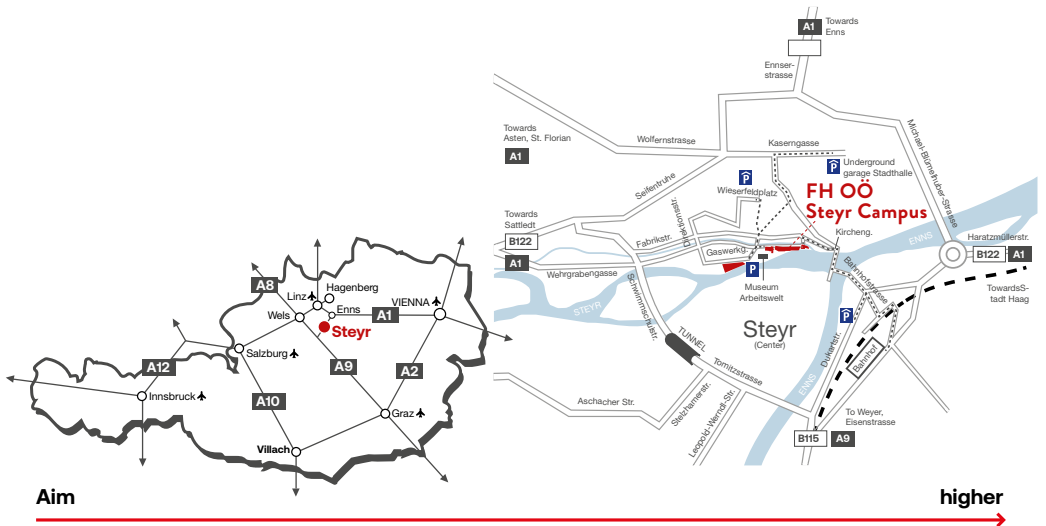 A8
Hagenberg
Linz
Enns
VIENNA
Wels
A1
Steyr
Salzburg
A12
A9
A2
Innsbruck
A10
Graz
Villach
A1
Towards
Enns
Ennser-
strasse
Towards
Asten, St. Florian
A1
Wolfernstrasse
Kaserngasse
Michael-Blümelhuber-Strasse
P
Underground
garage Stadthalle
Seifentruhe
P
Wieserfeldplatz
FH OÖ
Steyr Campus
Towards
Sattledt
B122
A1
Direktionsstr.
Fabrikstr.
Gaswerkg.
Kircheng.
ENNS
Haratzmüllerstr.
B122
A1
Wehrgrabengasse
P
Museum
Arbeitswelt
Bahnhofstrasse
TowardsS-
tadt Haag
STEYR
Schwimmschulstr.
Steyr
(Center)
P
TUNNEL
Dukartstr.
Bahnhof
Tomitzstrasse
ENNS
Aschacher Str.
Stelzhamerstr.
Leopold-Werndl-Str.
To Weyer,
Eisenstrasse
B115
A9
Aim
higher